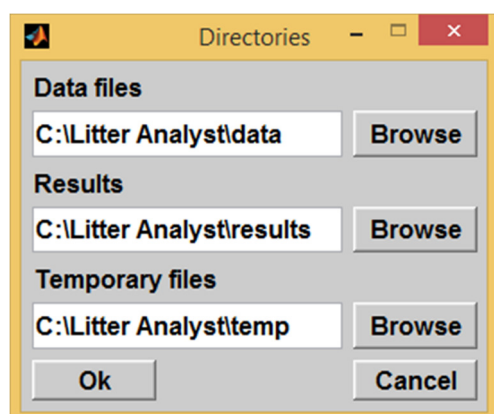 Directories
Data files
C:\Litter Analyst\data Browse
Results
C:\Litter Analyst\results Browse
Temporary files
C:\Litter Analyst\temp Browse
Ok Cancel